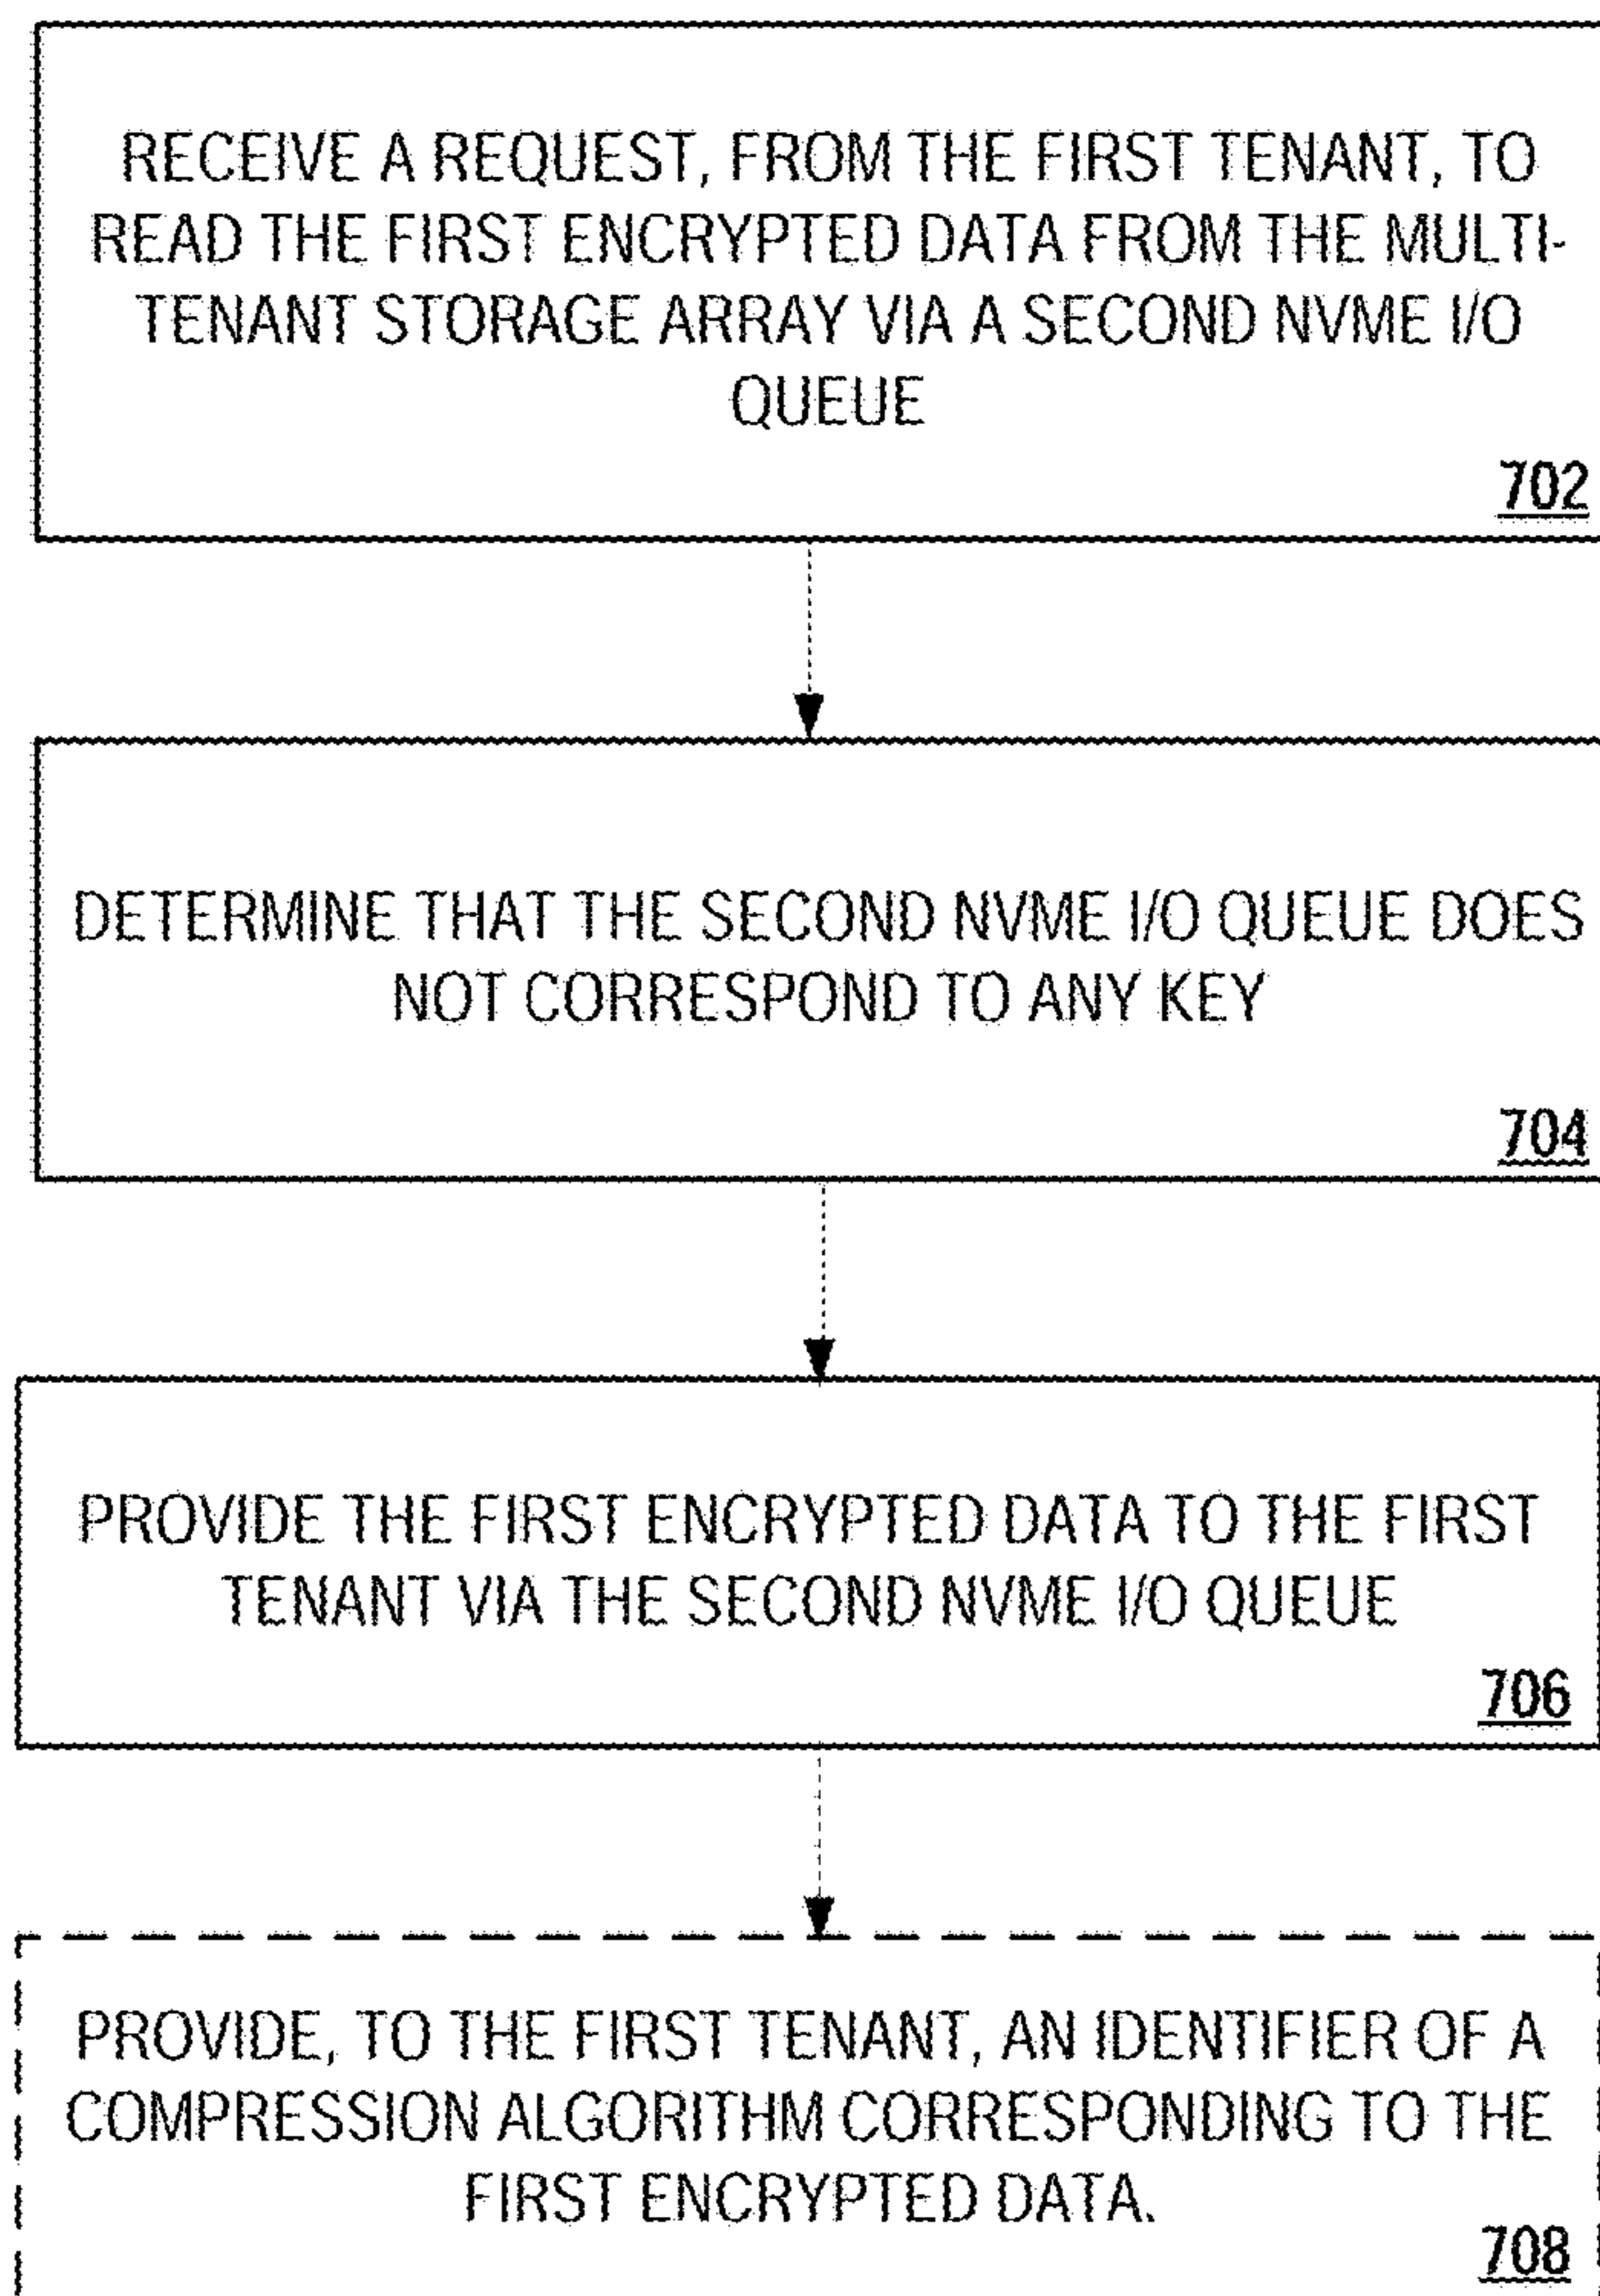 RECEIVE A REQUEST, FROM THE FIRST TENANT, TO
READ THE FIRST ENCRYPTED DATA FROM THE MULTI-
TENANT STORAGE ARRAY VIA A SECOND NVME I/O
QUEUE
702
DETERMINE THAT THE SECOND NVME I/O QUEUE DOES
NOT CORRESPOND TO ANY KEY
704
PROVIDE THE FIRST ENCRYPTED DATA TO THE FIRST
TENANT VIA THE SECOND NVME I/O QUEUE
706
PROVIDE, TO THE FIRST TENANT, AN IDENTIFIER OF A
COMPRESSION ALGORITHM CORRESPONDING TO THE
FIRST ENCRYPTED DATA.
708